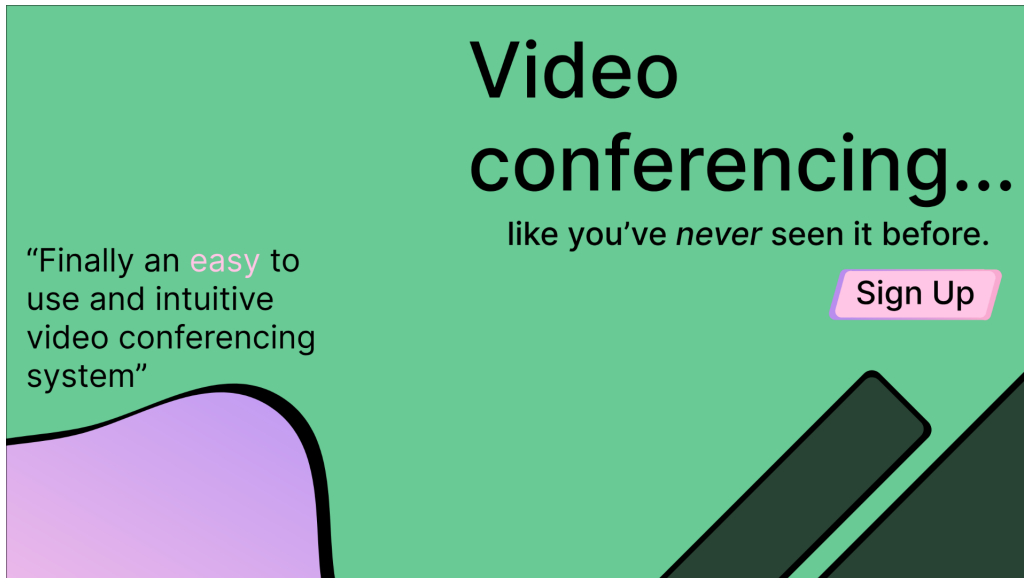 Video
conferencing...
like you’ve never seen it before.
Sign Up
“Finally an easy to
use and intuitive
video conferencing
system”